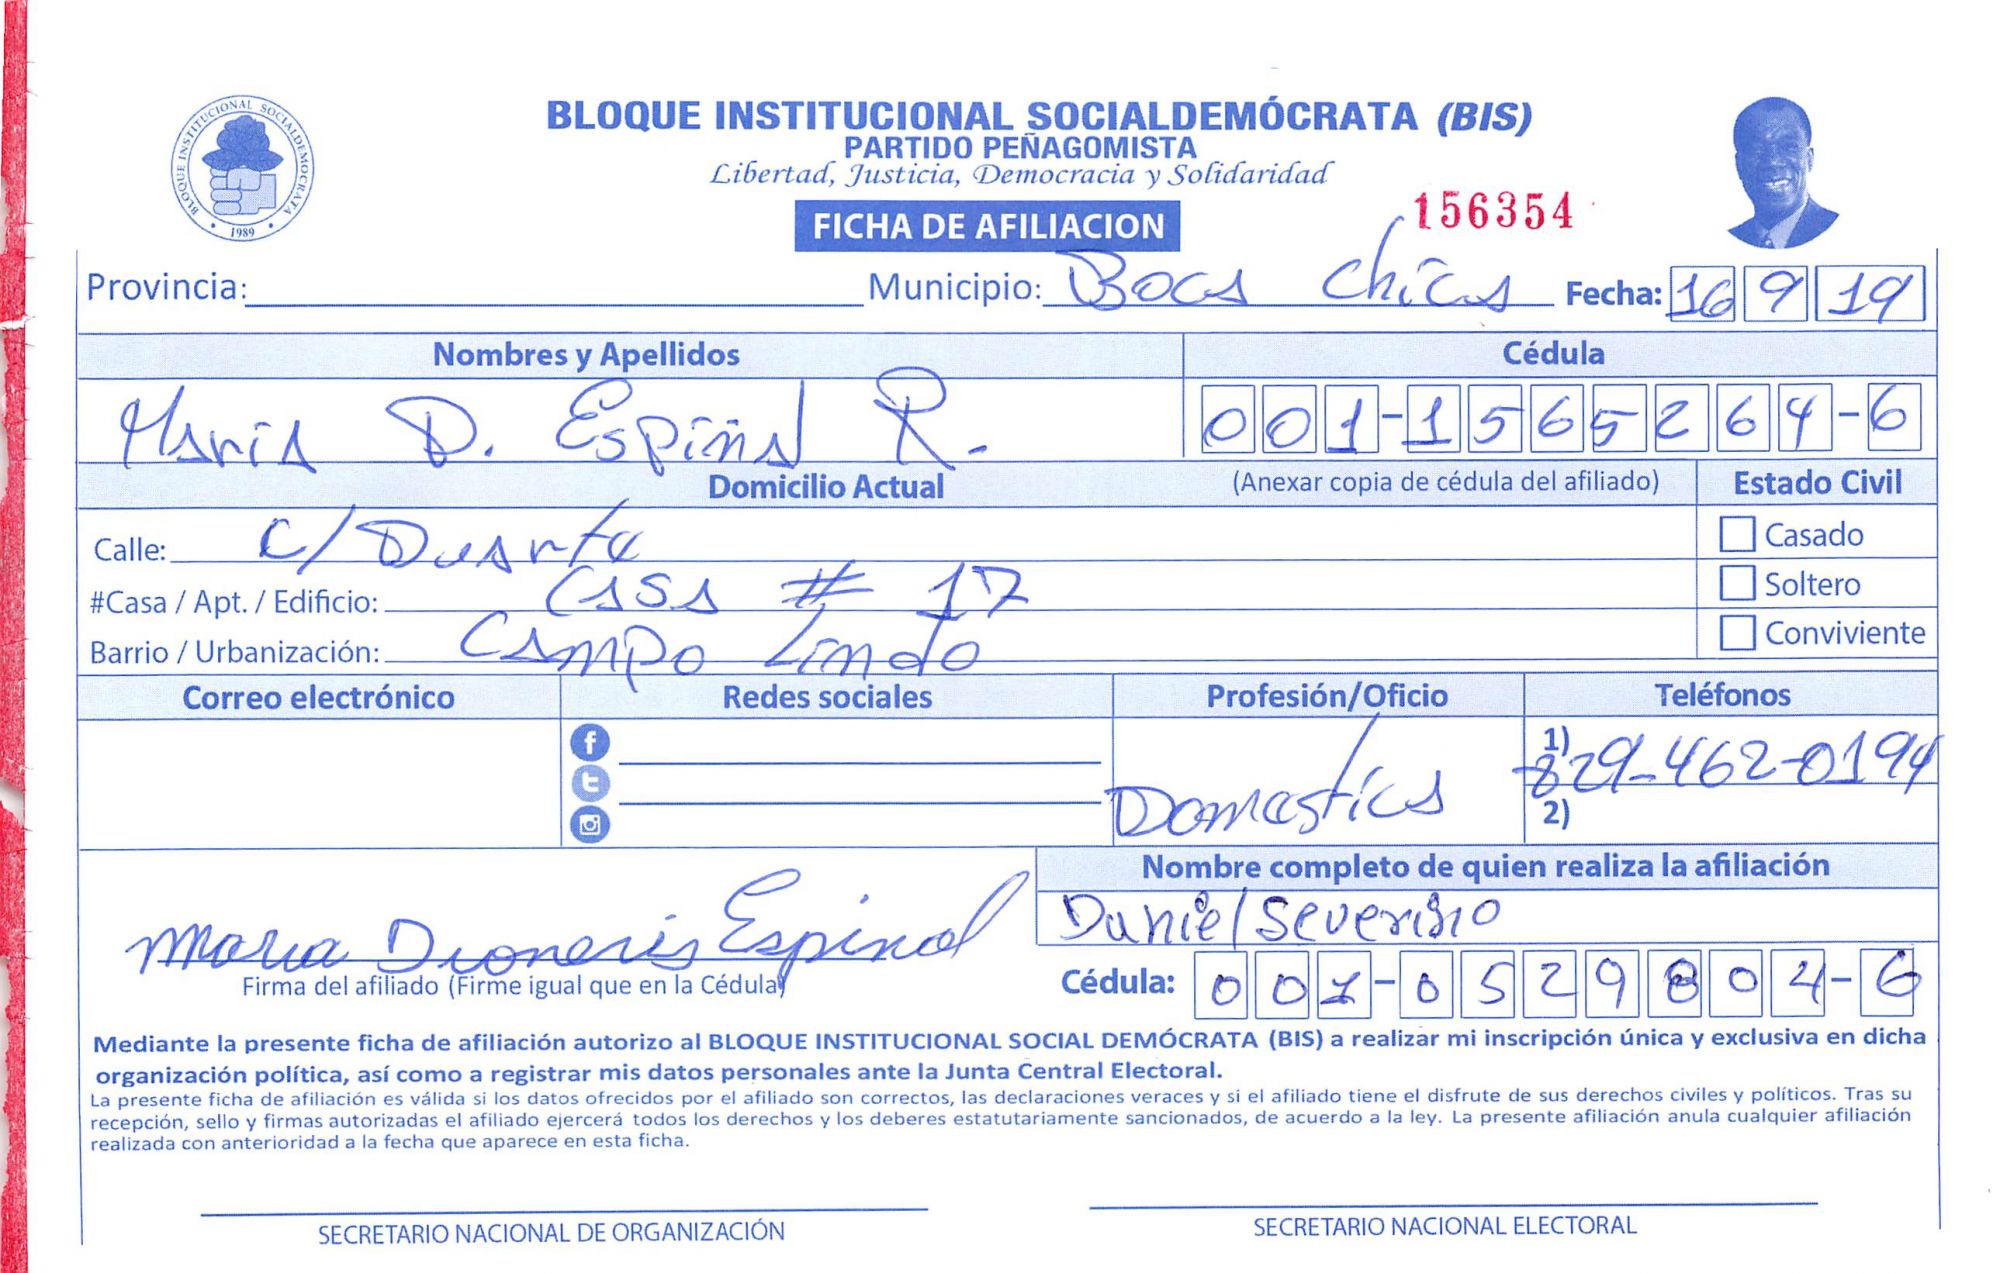 BLOQUE INSTITUCIONAL SOCIALDEMOCRATA
1989
BLOQUE INSTITUCIONAL SOCIALDEMÓCRATA (BIS)
PARTIDO PEÑAGOMISTA
Libertad, Justicia, Democracia y Solidaridad
156354
FICHA DE AFILIACION
Provincia: Municipio: Boca Chica Fecha: 16 9 19
Nombres y Apellidos Cédula
Maria D. Espinal R. 001-1565264-6
Domicilio Actual (Anexar copia de cédula del afiliado) Estado Civil
Calle: C/ Duarte Casado
#Casa / Apt. / Edificio: Casa # 17 Soltero
Barrio / Urbanización: Campo Lindo Conviviente
Correo electrónico Redes sociales Profesión/Oficio Teléfonos
Domestica 1) 829-462-0194
2)
Nombre completo de quien realiza la afiliación
Daniel Severino
Maria Dioneris Espinal
Firma del afiliado (Firme igual que en la Cédula) Cédula: 001-0529804-6
Mediante la presente ficha de afiliación autorizo al BLOQUE INSTITUCIONAL SOCIAL DEMÓCRATA (BIS) a realizar mi inscripción única y exclusiva en dicha
organización política, así como a registrar mis datos personales ante la Junta Central Electoral.
La presente ficha de afiliación es válida si los datos ofrecidos por el afiliado son correctos, las declaraciones veraces y si el afiliado tiene el disfrute de sus derechos civiles y políticos. Tras su
recepción, sello y firmas autorizadas el afiliado ejercerá todos los derechos y los deberes estatutariamente sancionados, de acuerdo a la ley. La presente afiliación anula cualquier afiliación
realizada con anterioridad a la fecha que aparece en esta ficha.
SECRETARIO NACIONAL DE ORGANIZACIÓN SECRETARIO NACIONAL ELECTORAL